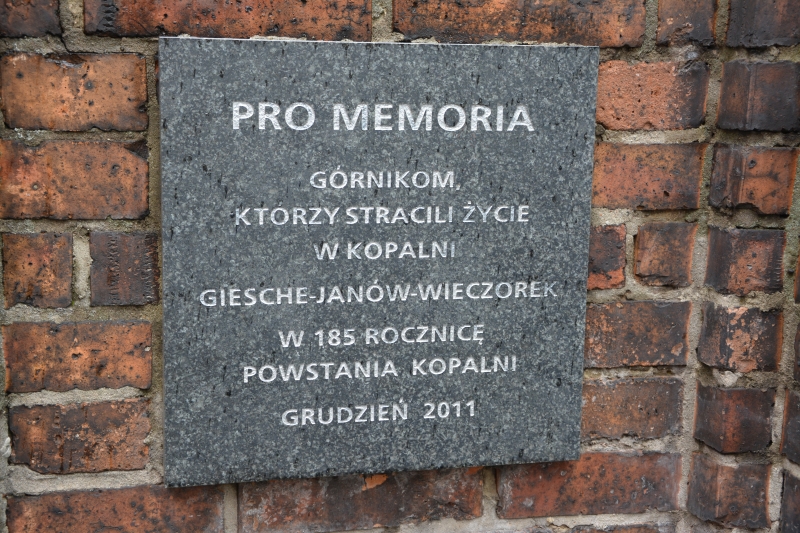 PRO MEMORIA
GÓRNIKOM,
KTÓRZY STRACILI ŻYCIE
W KOPALNI
GIESCHE-JANÓW-WIECZOREK
W 185 ROCZNICĘ
POWSTANIA KOPALNI
GRUDZIEŃ 2011